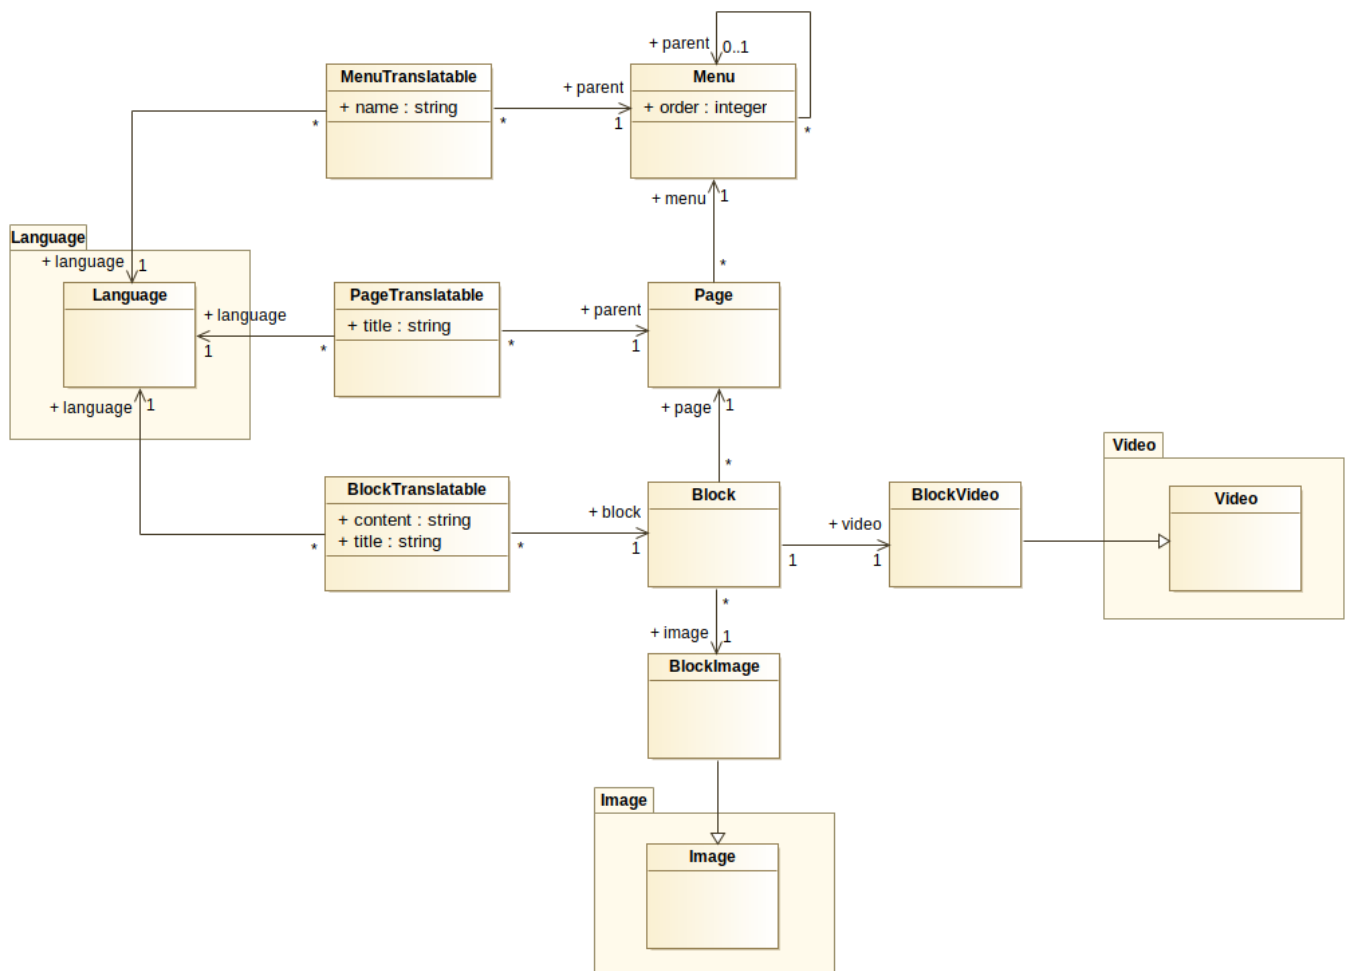 + parent
0..1
MenuTranslatable
+ name : string
*
*
+ parent
1
Menu
+ order : integer
*
+ menu
1
*
Language
+ language
1
Language
+ language
1
*
PageTranslatable
+ title : string
*
+ parent
1
Page
+ language
1
+ page
1
*
BlockTranslatable
+ content : string
+ title : string
*
*
+ block
1
Block
1
+ video
1
BlockVideo
Video
Video
*
+ image
1
BlockImage
Image
Image